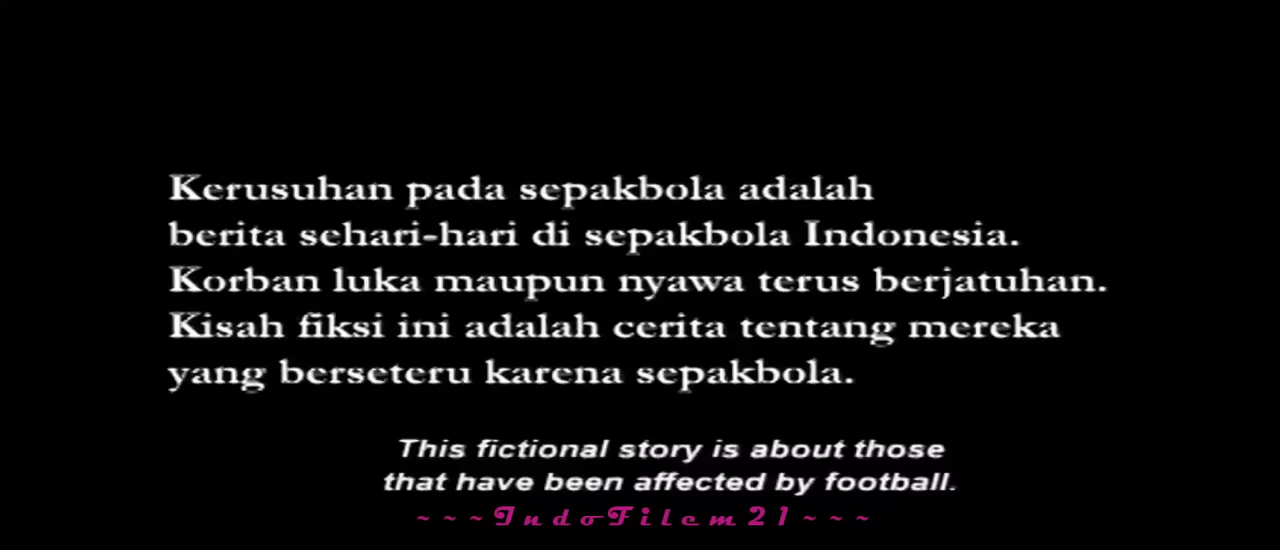 Kerusuhan pada sepakbola adalah
berita sehari-hari di sepakbola Indonesia.
Korban luka maupun nyawa terus berjatuhan.
Kisah fiksi ini adalah cerita tentang mereka
yang berseteru karena sepakbola.
This fictional story is about those
that have been affected by football.
~ ~ ~ IndoFilem21 ~ ~ ~